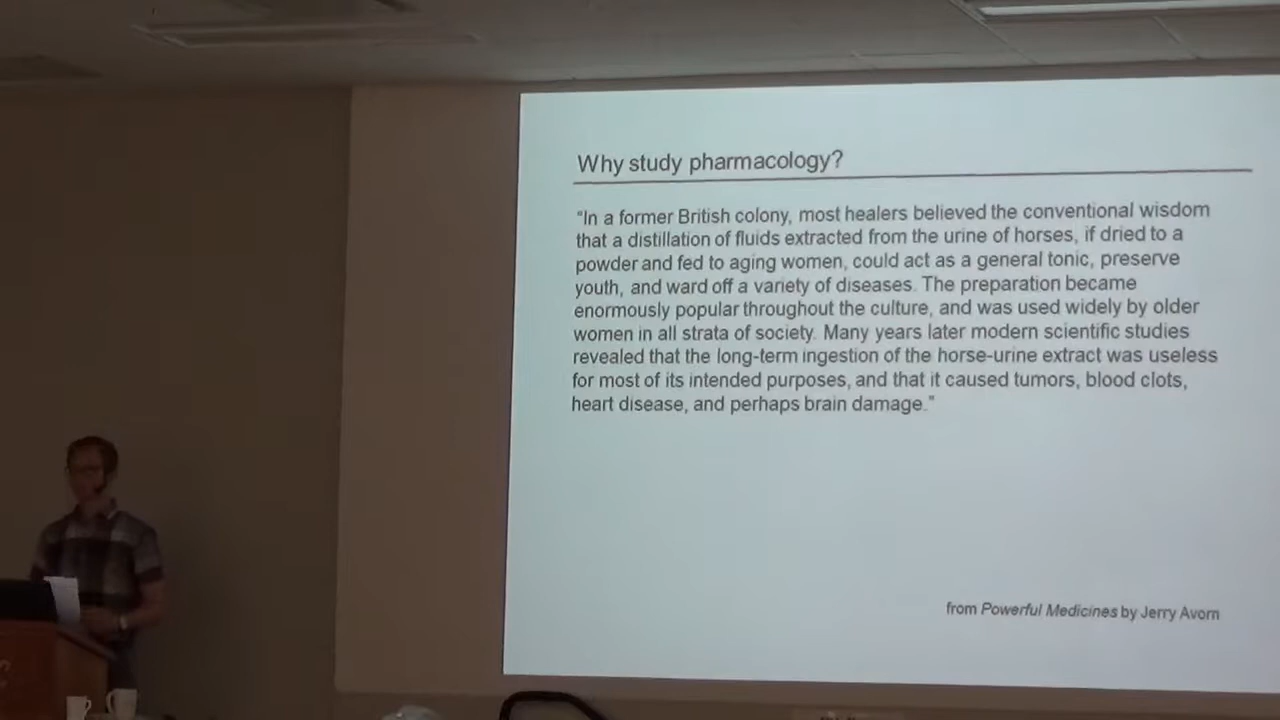 Why study pharmacology?
“In a former British colony, most healers believed the conventional wisdom
that a distillation of fluids extracted from the urine of horses, if dried to a
powder and fed to aging women, could act as a general tonic, preserve
youth, and ward off a variety of diseases. The preparation became
enormously popular throughout the culture, and was used widely by older
women in all strata of society. Many years later modern scientific studies
revealed that the long-term ingestion of the horse-urine extract was useless
for most of its intended purposes, and that it caused tumors, blood clots,
heart disease, and perhaps brain damage.”
from Powerful Medicines by Jerry Avorn